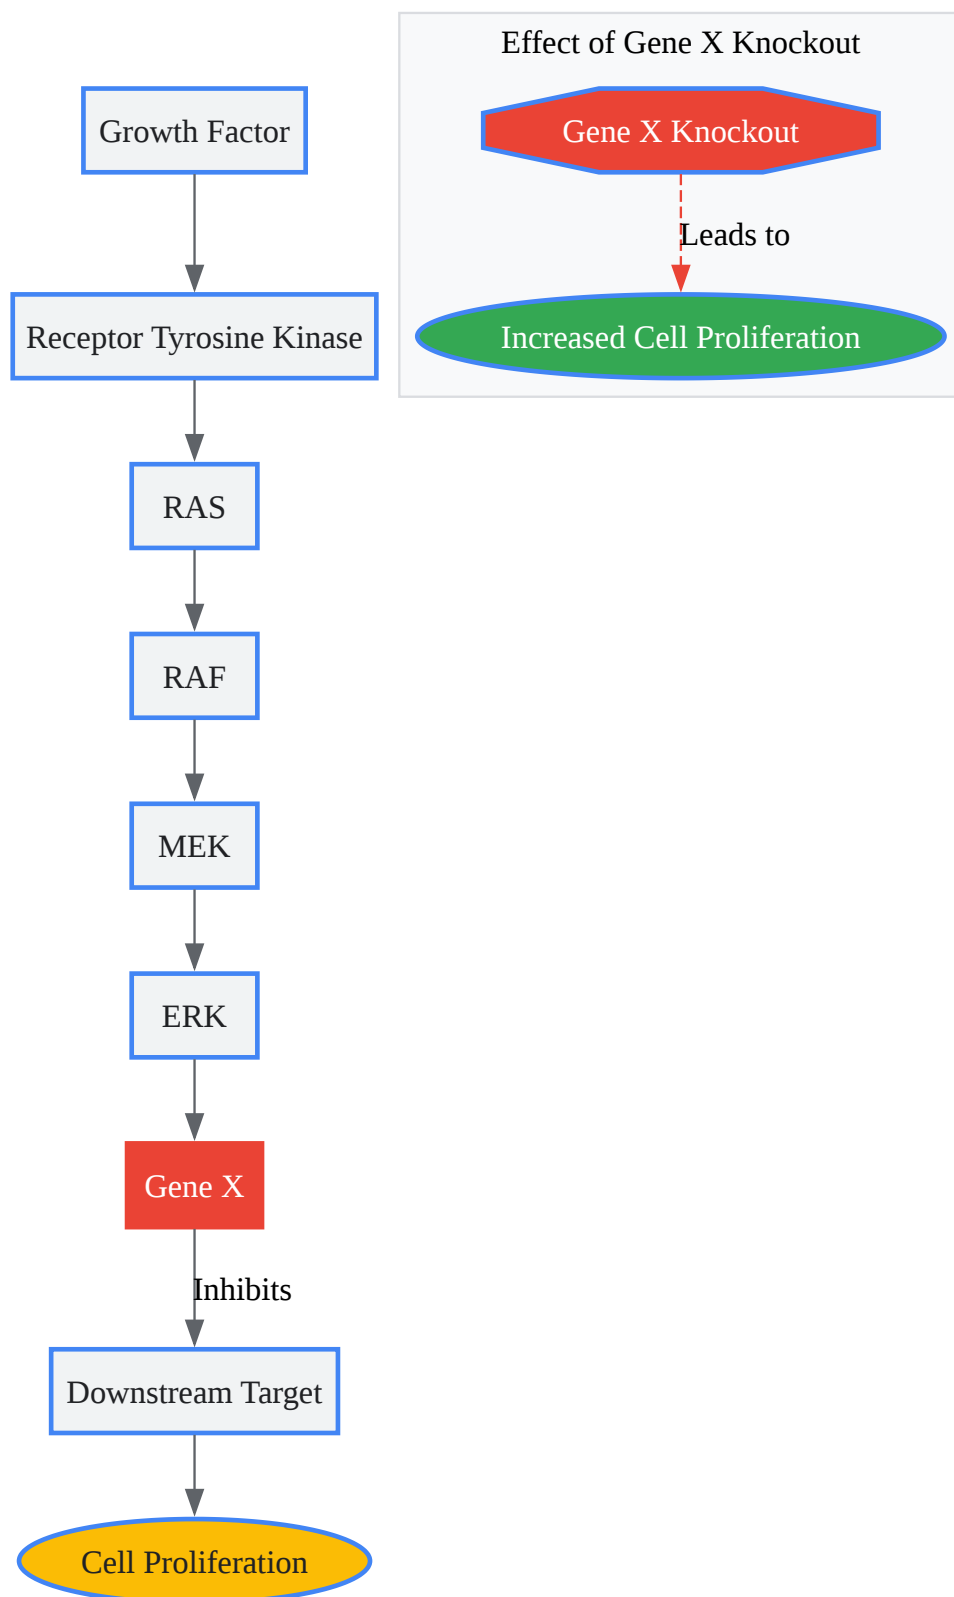 Growth Factor
Receptor Tyrosine Kinase
RAS
RAF
MEK
ERK
Gene X
Inhibits
Downstream Target
Cell Proliferation
Effect of Gene X Knockout
Gene X Knockout
Leads to
Increased Cell Proliferation